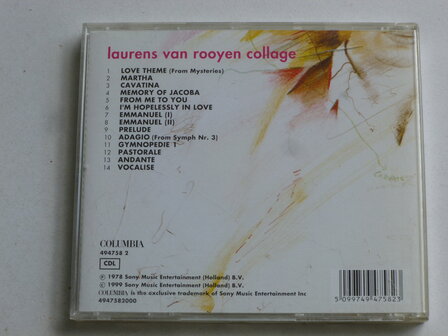 laurens van rooyen collage
1 LOVE THEME (From Mysteries)
2 MARTHA
3 CAVATINA
4 MEMORY OF JACOBA
5 FROM ME TO YOU
6 I'M HOPELESSLY IN LOVE
7 EMMANUEL (I)
8 EMMANUEL (II)
9 PRELUDE
10 ADAGIO (From Symph Nr. 3)
11 GYMNOPEDIE 1
12 PASTORALE
13 ANDANTE
14 VOCALISE
COLUMBIA
494758 2
CDL
℗ 1978 Sony Music Entertainment (Holland) B.V.
© 1999 Sony Music Entertainment (Holland) B.V.
COLUMBIA is the exclusive trademark of Sony Music Entertainment Inc
4947582000
5 099749 475823